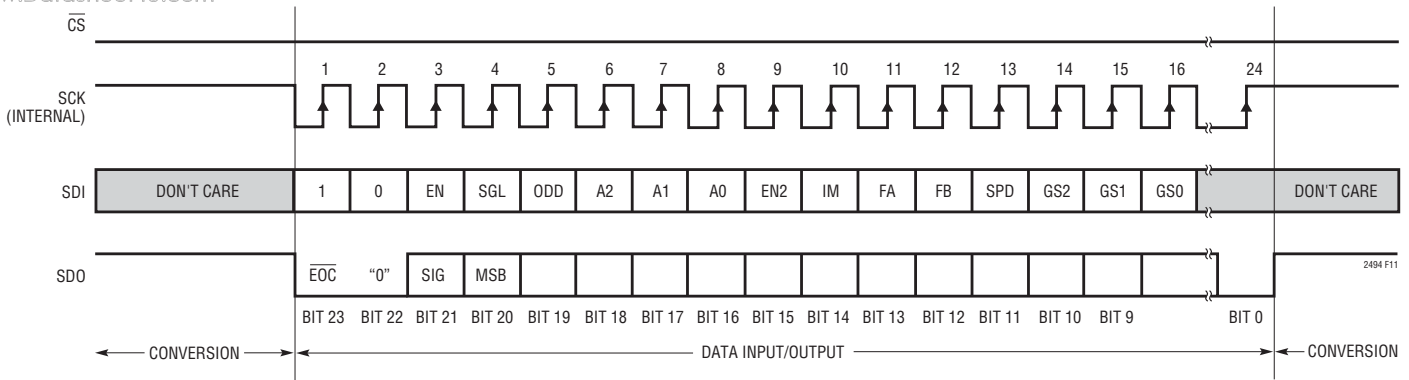 CS
1 2 3 4 5 6 7 8 9 10 11 12 13 14 15 16 24
SCK
(INTERNAL)
SDI DON'T CARE 1 0 EN SGL ODD A2 A1 A0 EN2 IM FA FB SPD GS2 GS1 GS0 DON'T CARE
SDO EOC “0” SIG MSB
2494 F11
BIT 23 BIT 22 BIT 21 BIT 20 BIT 19 BIT 18 BIT 17 BIT 16 BIT 15 BIT 14 BIT 13 BIT 12 BIT 11 BIT 10 BIT 9 BIT 0
CONVERSION DATA INPUT/OUTPUT CONVERSION